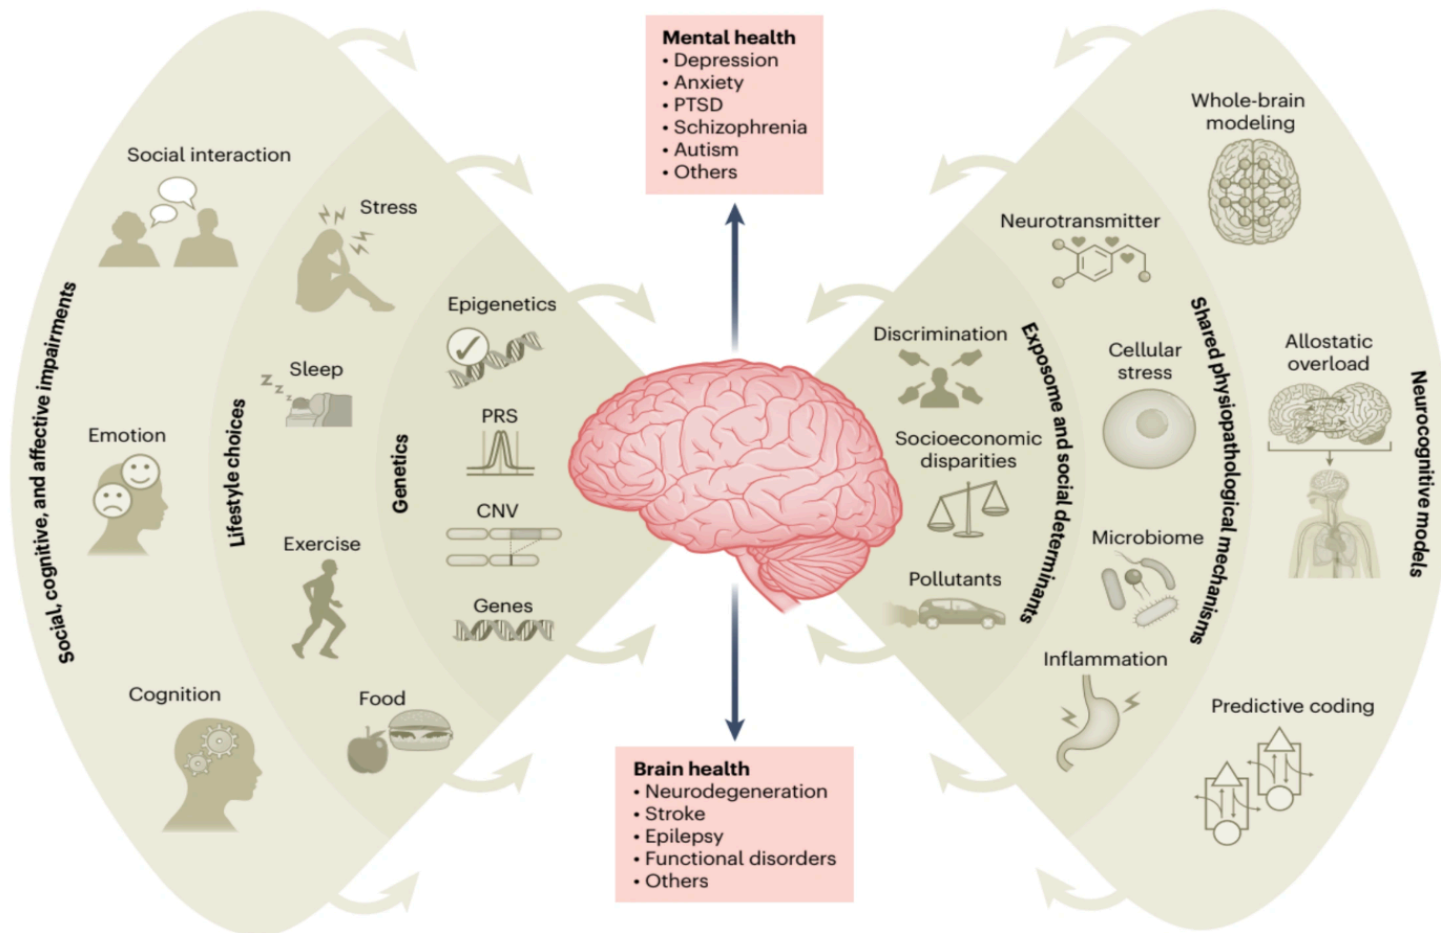 Mental health
• Depression
• Anxiety
• PTSD
• Schizophrenia
• Autism
• Others
Social, cognitive, and affective impairments
Social interaction
Emotion
Cognition
Lifestyle choices
Stress
Sleep
Exercise
Food
Genetics
Epigenetics
PRS
CNV
Genes
Discrimination
Socioeconomic
disparities
Pollutants
Exposome and social determinants
Neurotransmitter
Cellular
stress
Microbiome
Inflammation
Shared physiopathological mechanisms
Whole-brain
modeling
Allostatic
overload
Predictive coding
Neurocognitive models
Brain health
• Neurodegeneration
• Stroke
• Epilepsy
• Functional disorders
• Others